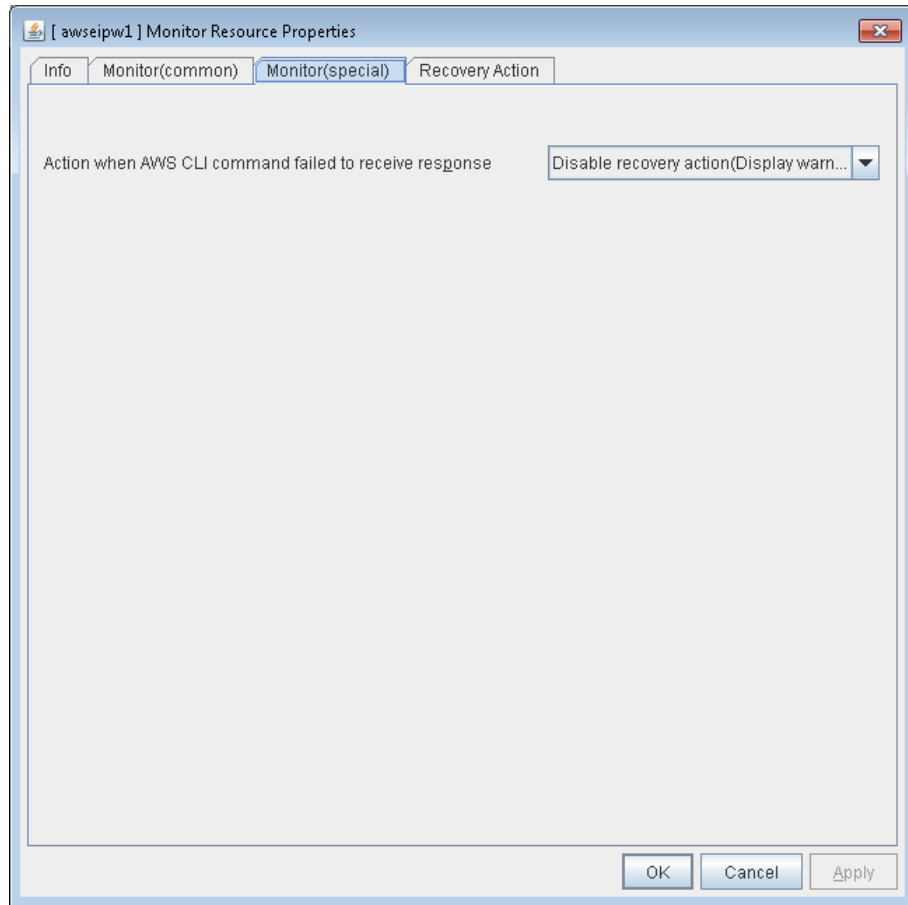 [ awseipw1 ] Monitor Resource Properties
Info Monitor(common) Monitor(special) Recovery Action
Action when AWS CLI command failed to receive response Disable recovery action(Display warn...
OK Cancel Apply